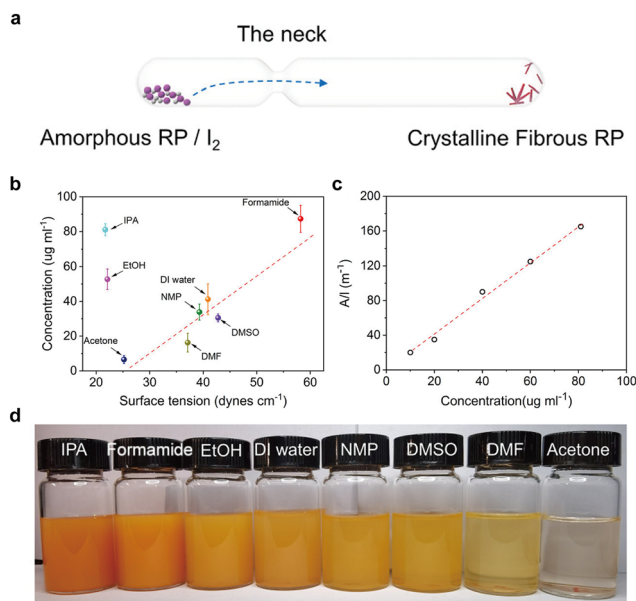 a
The neck
Amorphous RP / I₂
Crystalline Fibrous RP
b
Concentration (ug ml⁻¹)
100
80
60
40
20
0
IPA
EtOH
Acetone
NMP
DI water
DMF
DMSO
Formamide
20
30
40
50
60
Surface tension (dynes cm⁻¹)
c
A/l (m⁻¹)
200
160
120
80
40
0
0
20
40
60
80
100
Concentration(ug ml⁻¹)
d
IPA
Formamide
EtOH
DI water
NMP
DMSO
DMF
Acetone